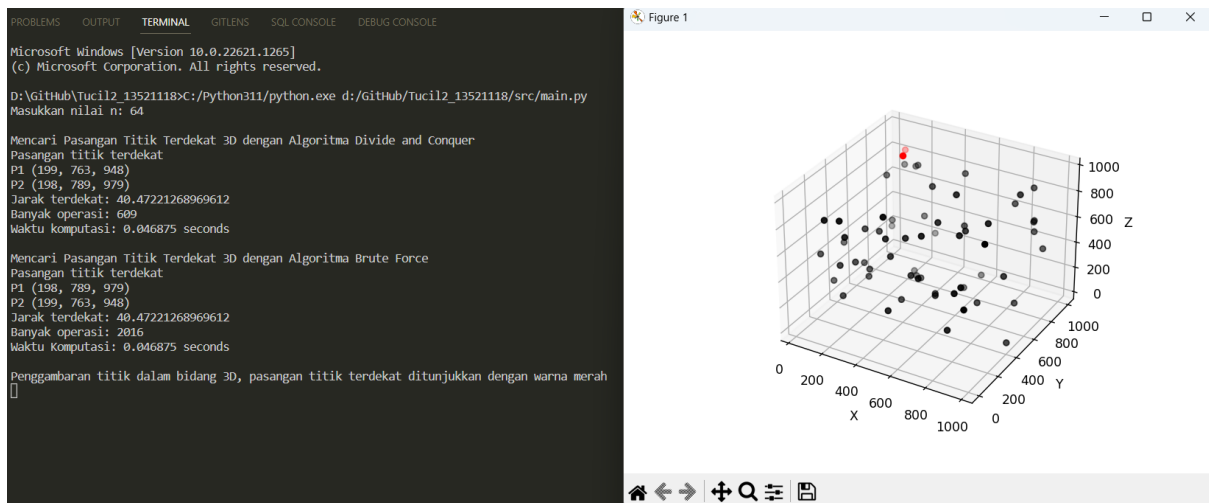 PROBLEMS OUTPUT TERMINAL GITLENS SQL CONSOLE DEBUG CONSOLE
Microsoft Windows [Version 10.0.22621.1265]
(c) Microsoft Corporation. All rights reserved.
D:\GitHub\Tucil2_13521118>C:/Python311/python.exe d:/GitHub/Tucil2_13521118/src/main.py
Masukkan nilai n: 64
Mencari Pasangan Titik Terdekat 3D dengan Algoritma Divide and Conquer
Pasangan titik terdekat
P1 (199, 763, 948)
P2 (198, 789, 979)
Jarak terdekat: 40.47221268969612
Banyak operasi: 609
Waktu komputasi: 0.046875 seconds
Mencari Pasangan Titik Terdekat 3D dengan Algoritma Brute Force
Pasangan titik terdekat
P1 (198, 789, 979)
P2 (199, 763, 948)
Jarak terdekat: 40.47221268969612
Banyak operasi: 2016
Waktu Komputasi: 0.046875 seconds
Penggambaran titik dalam bidang 3D, pasangan titik terdekat ditunjukkan dengan warna merah
Figure 1
1000
800
600
400
200
0
Z
1000
800
600
400
200
0
Y
0
200
400
600
800
1000
X